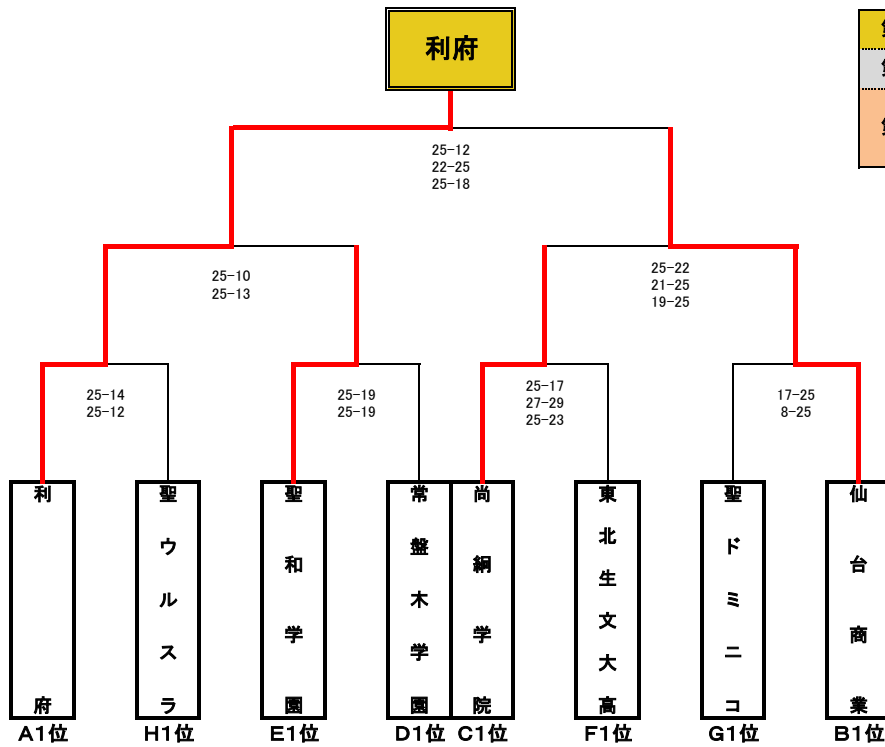 利府
25-12
22-25
25-18
25-10
25-13
25-22
21-25
19-25
25-14
25-12
25-19
25-19
25-17
27-29
25-23
17-25
8-25
利府
聖ウルスラ
聖和学園
常盤木学園
尚絅学院
東北生文大高
聖ドミニコ
仙台商業
A1位
H1位
E1位
D1位
C1位
F1位
G1位
B1位